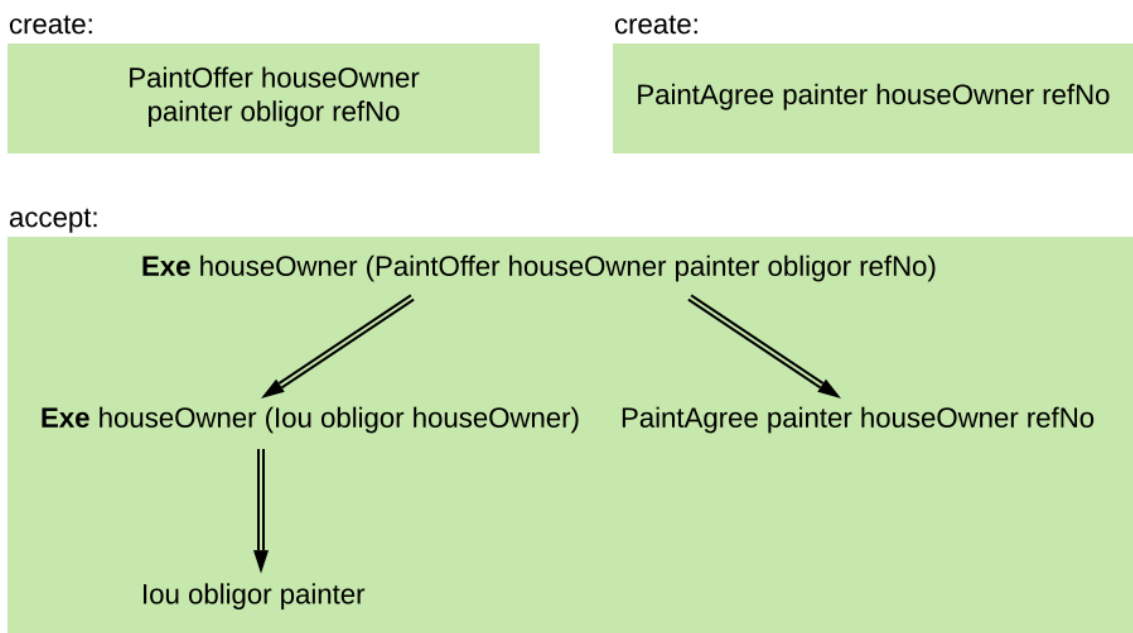 create:
PaintOffer houseOwner
painter obligor refNo
create:
PaintAgree painter houseOwner refNo
accept:
Exe houseOwner (PaintOffer houseOwner painter obligor refNo)
Exe houseOwner (Iou obligor houseOwner)
PaintAgree painter houseOwner refNo
Iou obligor painter